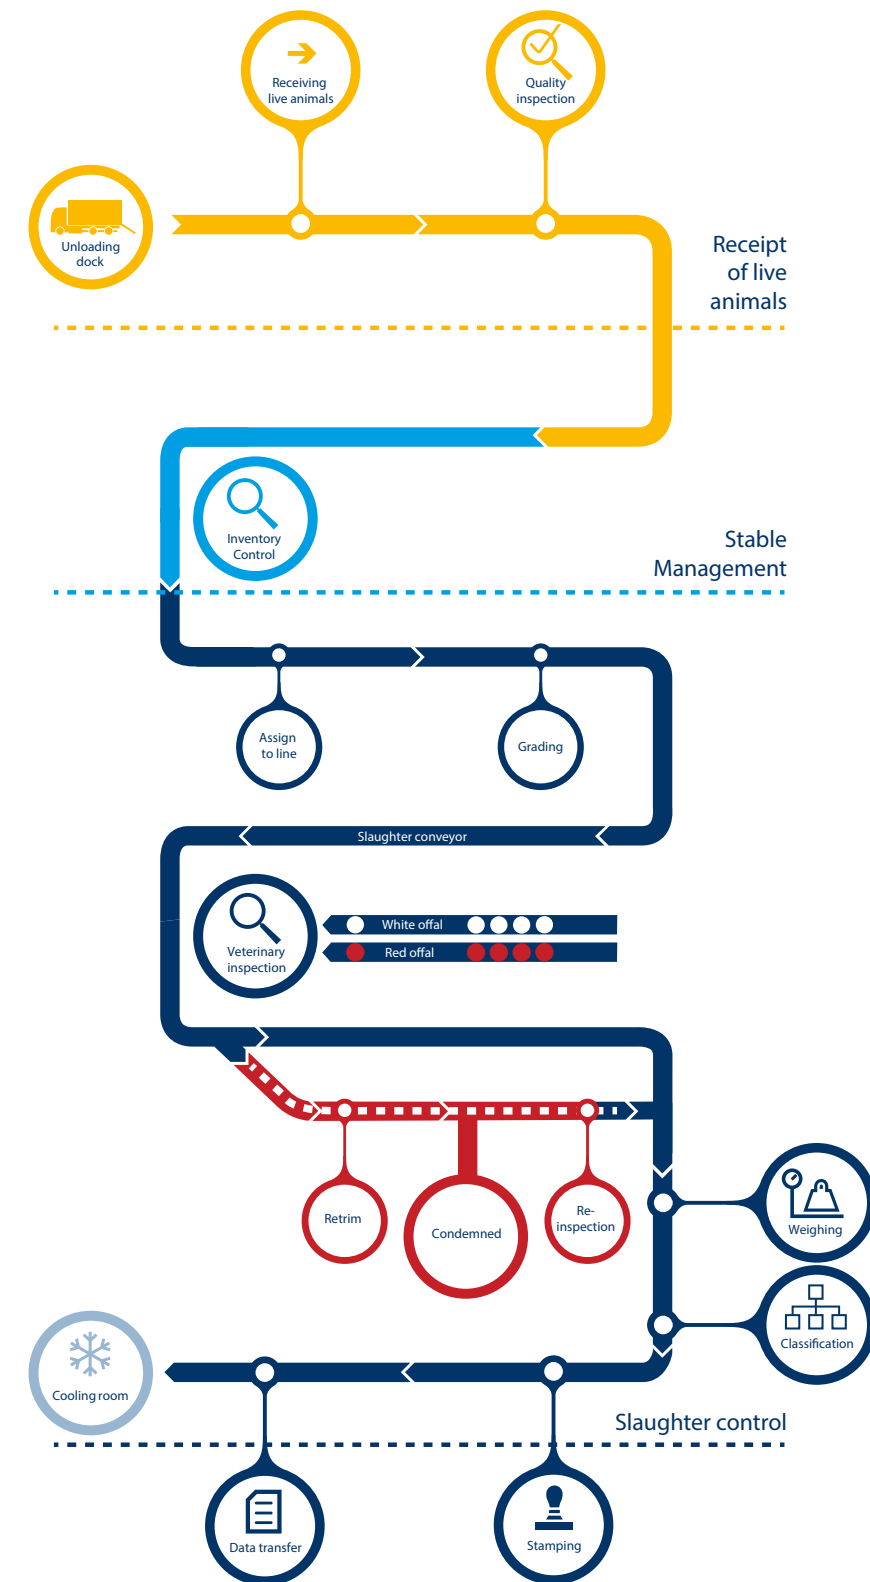 Receiving
live animals
Quality
inspection
Unloading
dock
Receipt
of live
animals
Inventory
Control
Stable
Management
Assign
to line
Grading
Slaughter conveyor
Veterinary
inspection
White offal
Red offal
Retrim
Condemned
Re-
inspection
Weighing
Classification
Cooling room
Slaughter control
Data transfer
Stamping